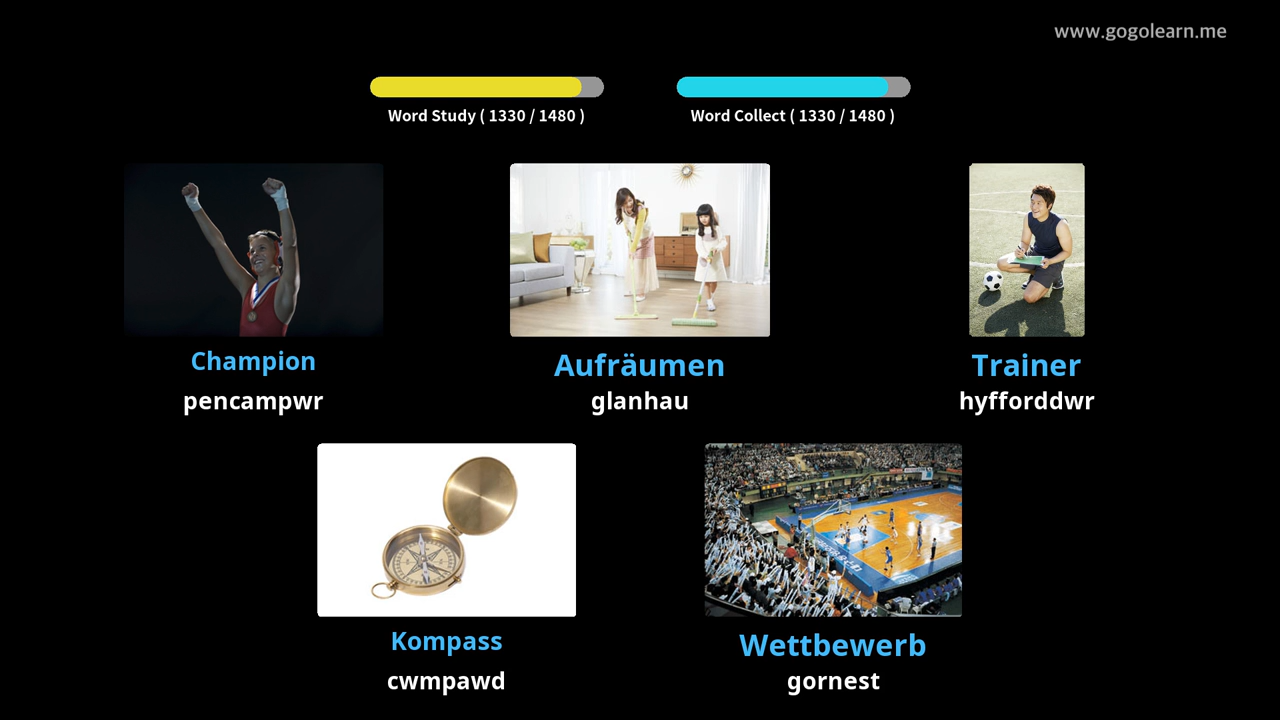 www.gogolearn.me
Word Study ( 1330 / 1480 )
Word Collect ( 1330 / 1480 )
Champion
pencampwr
Aufräumen
glanhau
Trainer
hyfforddwr
Kompass
cwmpawd
Wettbewerb
gornest